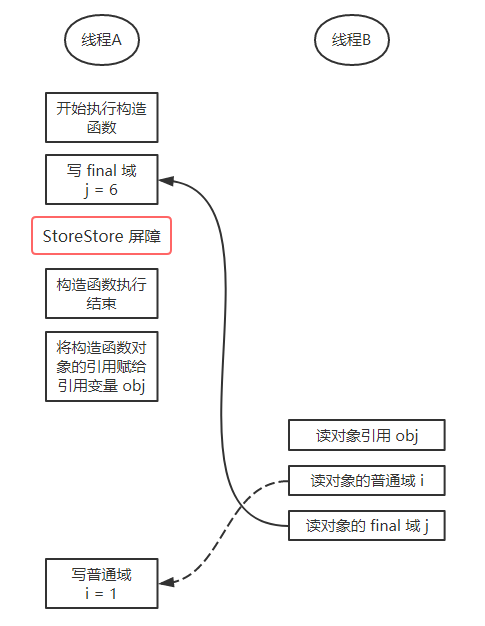 线程A
线程B
开始执行构造
函数
写 final 域
j = 6
StoreStore 屏障
构造函数执行
结束
将构造函数对
象的引用赋给
引用变量 obj
读对象引用 obj
读对象的普通域 i
读对象的 final 域 j
写普通域
i = 1